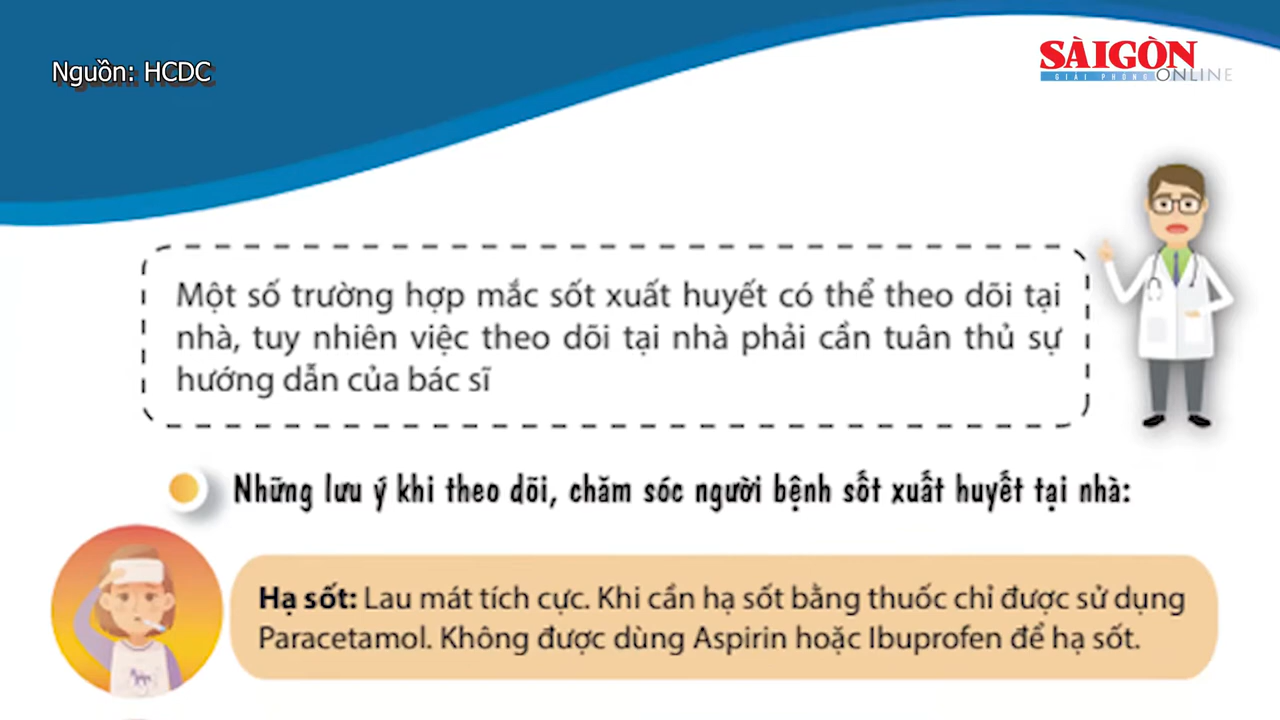 Nguồn: HCDC
SÀIGÒN
GIẢI PHÓNG ONLINE
Một số trường hợp mắc sốt xuất huyết có thể theo dõi tại
nhà, tuy nhiên việc theo dõi tại nhà phải cần tuân thủ sự
hướng dẫn của bác sĩ
Những lưu ý khi theo dõi, chăm sóc người bệnh sốt xuất huyết tại nhà:
Hạ sốt: Lau mát tích cực. Khi cần hạ sốt bằng thuốc chỉ được sử dụng
Paracetamol. Không được dùng Aspirin hoặc Ibuprofen để hạ sốt.